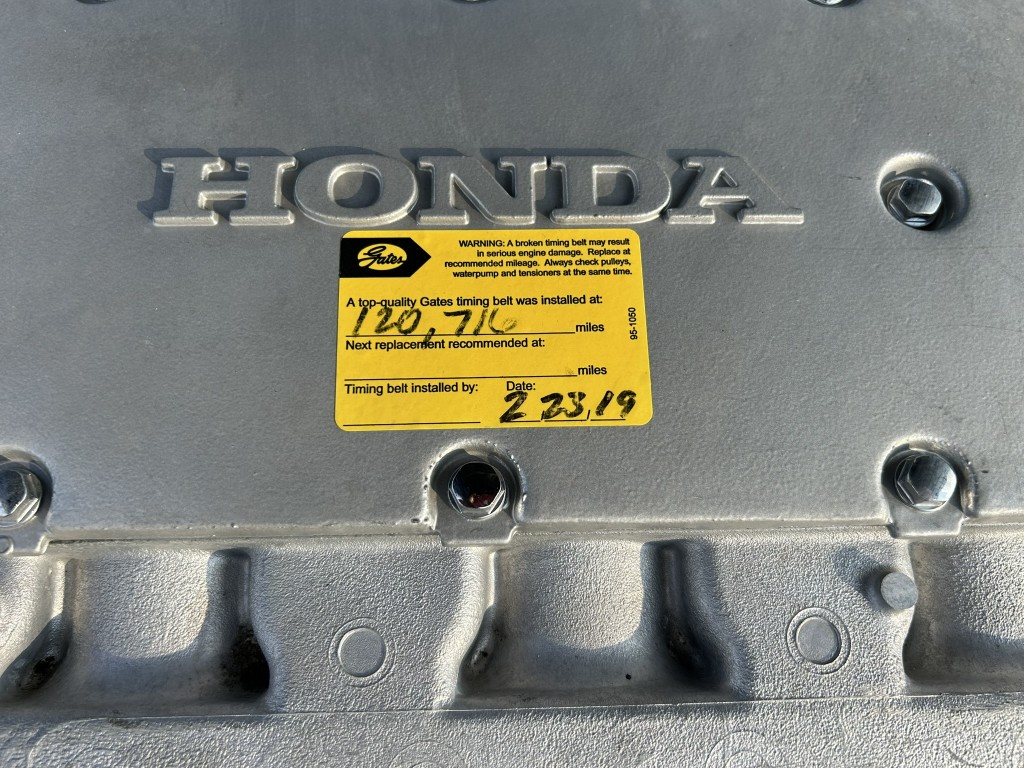 HONDA
Gates
WARNING: A broken timing belt may result
in serious engine damage. Replace at
recommended mileage. Always check pulleys,
waterpump and tensioners at the same time.
A top-quality Gates timing belt was installed at:
120,716 miles
Next replacement recommended at:
miles
Timing belt installed by: Date:
2,23,19
95-1050